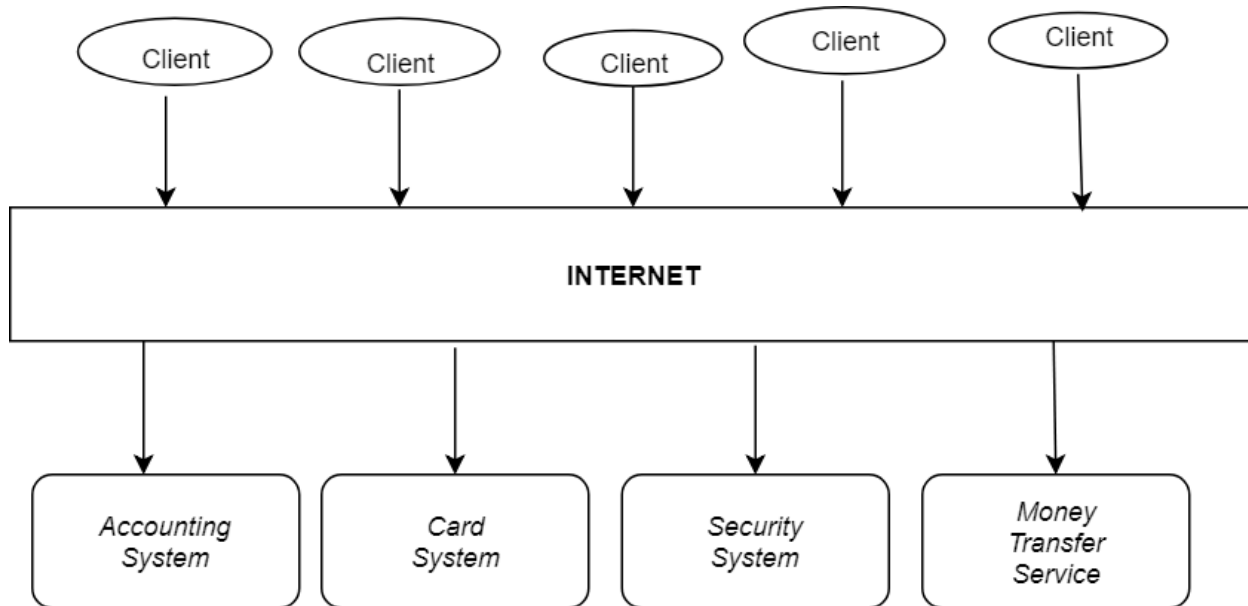 Client
Client
Client
Client
Client
INTERNET
Accounting
System
Card
System
Security
System
Money
Transfer
Service